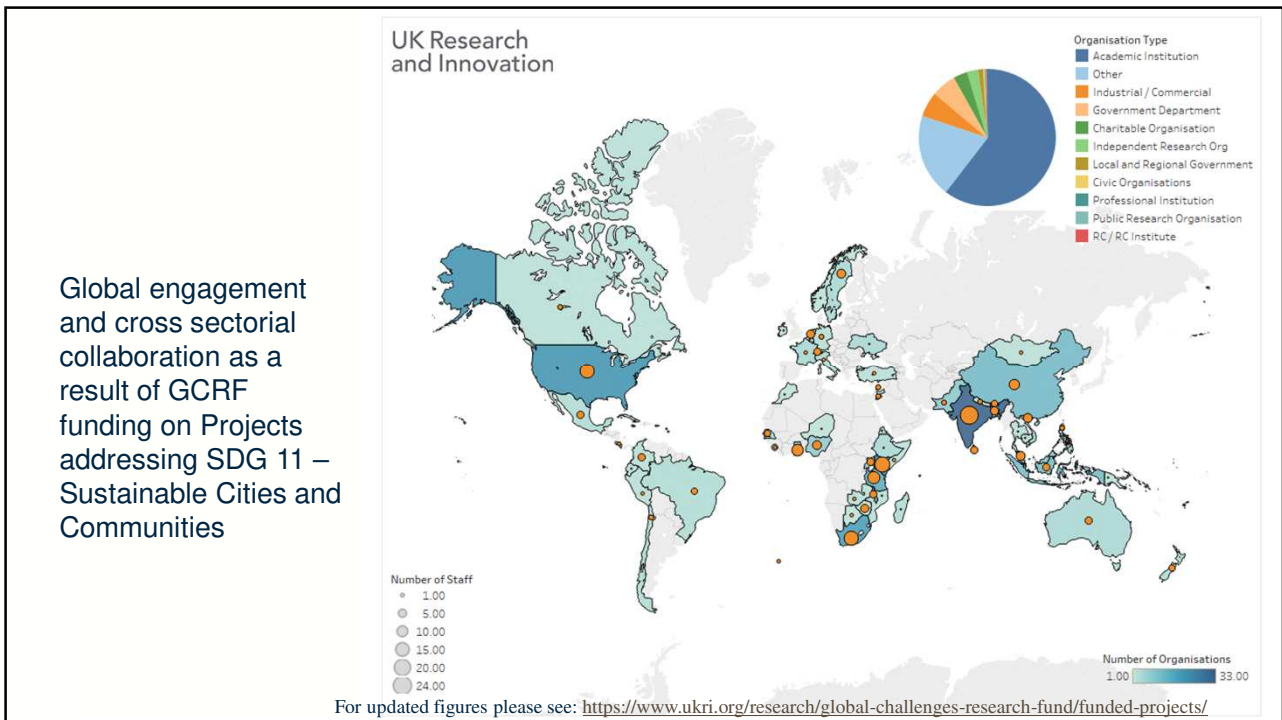 UK Research
and Innovation
Organisation Type
Academic Institution
Other
Industrial / Commercial
Government Department
Charitable Organisation
Independent Research Org
Local and Regional Government
Civic Organisations
Professional Institution
Public Research Organisation
RC/ RC Institute
Global engagement
and cross sectorial
collaboration as a
result of GCRF
funding on Projects
addressing SDG 11 –
Sustainable Cities and
Communities
Number of Staff
1.00
5.00
10.00
15.00
20.00
24.00
Number of Organisations
1.00 33.00
For updated figures please see: https://www.ukri.org/research/global-challenges-research-fund/funded-projects/